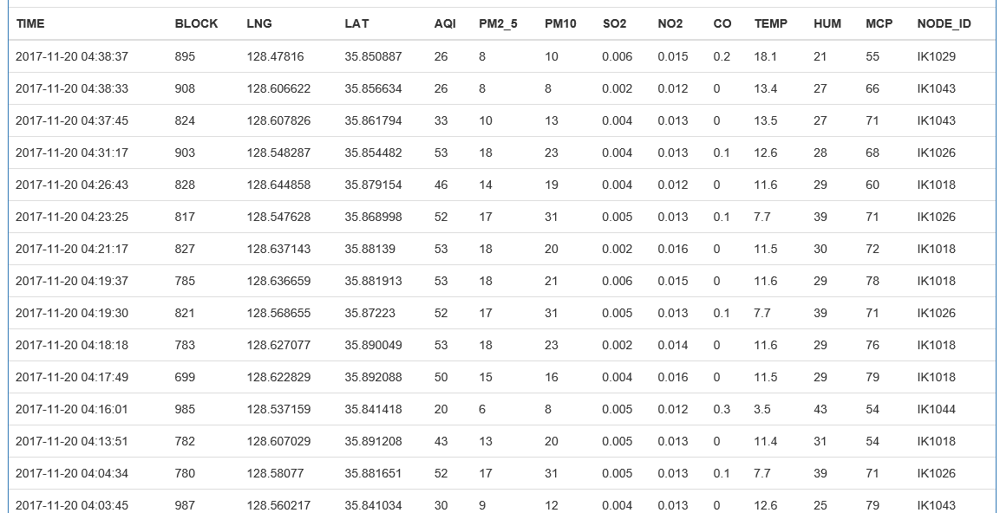 TIME BLOCK LNG LAT AQI PM2_5 PM10 SO2 NO2 CO TEMP HUM MCP NODE_ID
2017-11-20 04:38:37 895 128.47816 35.850887 26 8 10 0.006 0.015 0.2 18.1 21 55 IK1029
2017-11-20 04:38:33 908 128.606622 35.856634 26 8 8 0.002 0.012 0 13.4 27 66 IK1043
2017-11-20 04:37:45 824 128.607826 35.861794 33 10 13 0.004 0.013 0 13.5 27 71 IK1043
2017-11-20 04:31:17 903 128.548287 35.854482 53 18 23 0.004 0.013 0.1 12.6 28 68 IK1026
2017-11-20 04:26:43 828 128.644858 35.879154 46 14 19 0.004 0.012 0 11.6 29 60 IK1018
2017-11-20 04:23:25 817 128.547628 35.868998 52 17 31 0.005 0.013 0.1 7.7 39 71 IK1026
2017-11-20 04:21:17 827 128.637143 35.88139 53 18 20 0.002 0.016 0 11.5 30 72 IK1018
2017-11-20 04:19:37 785 128.636659 35.881913 53 18 21 0.006 0.015 0 11.6 29 78 IK1018
2017-11-20 04:19:30 821 128.568655 35.87223 52 17 31 0.005 0.013 0.1 7.7 39 71 IK1026
2017-11-20 04:18:18 783 128.627077 35.890049 53 18 23 0.002 0.014 0 11.6 29 76 IK1018
2017-11-20 04:17:49 699 128.622829 35.892088 50 15 16 0.004 0.016 0 11.5 29 79 IK1018
2017-11-20 04:16:01 985 128.537159 35.841418 20 6 8 0.005 0.012 0.3 3.5 43 54 IK1044
2017-11-20 04:13:51 782 128.607029 35.891208 43 13 20 0.005 0.013 0 11.4 31 54 IK1018
2017-11-20 04:04:34 780 128.58077 35.881651 52 17 31 0.005 0.013 0.1 7.7 39 71 IK1026
2017-11-20 04:03:45 987 128.560217 35.841034 30 9 12 0.004 0.013 0 12.6 25 79 IK1043